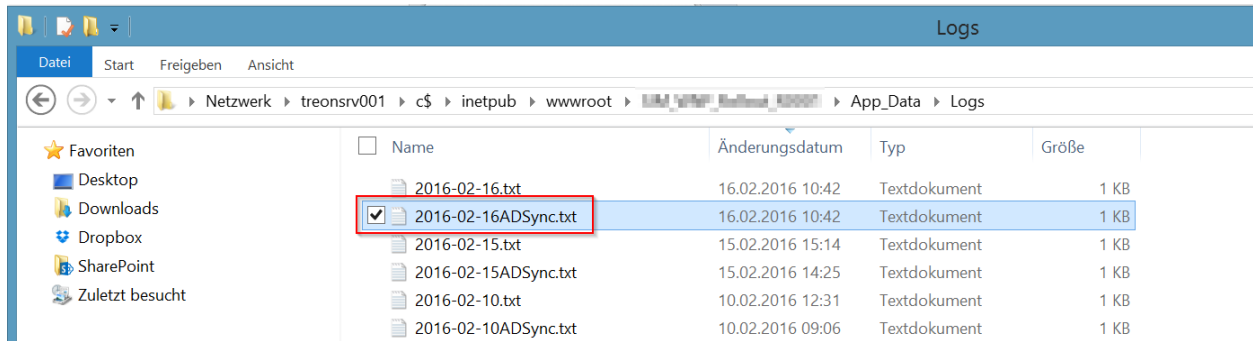 Logs
Datei Start Freigeben Ansicht
Netzwerk treonsrv001 c$ inetpub wwwroot App_Data Logs
Favoriten
Desktop
Downloads
Dropbox
SharePoint
Zuletzt besucht
Name Änderungsdatum Typ Größe
2016-02-16.txt 16.02.2016 10:42 Textdokument 1 KB
2016-02-16ADSync.txt 16.02.2016 10:42 Textdokument 1 KB
2016-02-15.txt 15.02.2016 15:14 Textdokument 1 KB
2016-02-15ADSync.txt 15.02.2016 14:25 Textdokument 1 KB
2016-02-10.txt 10.02.2016 12:31 Textdokument 1 KB
2016-02-10ADSync.txt 10.02.2016 09:06 Textdokument 1 KB